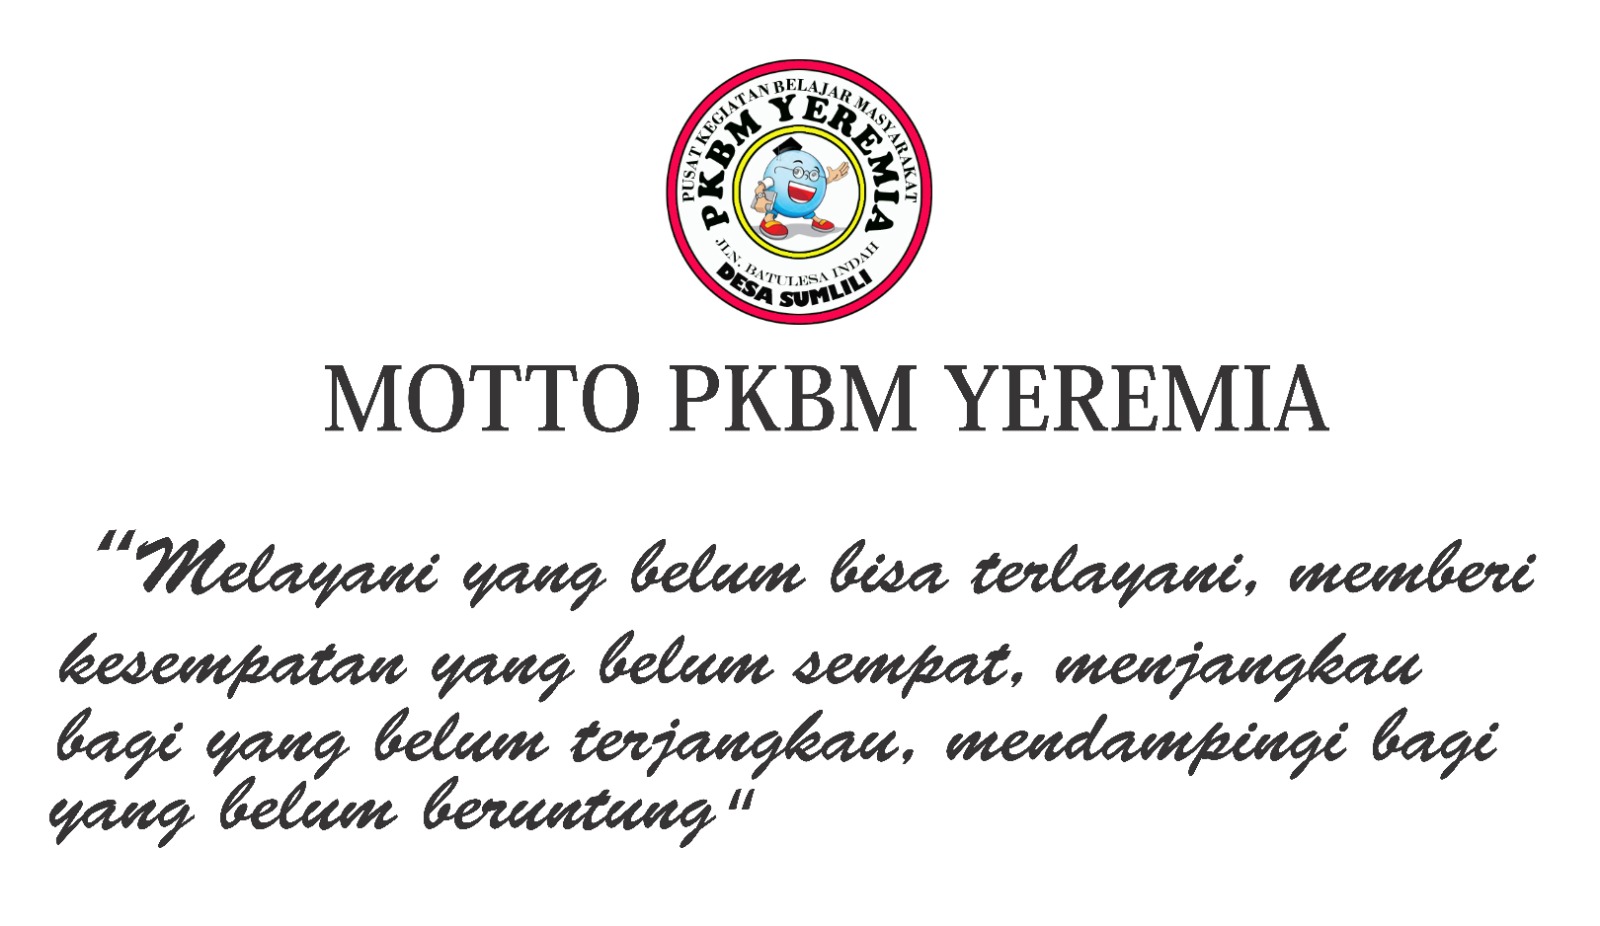 PUSAT KEGIATAN BELAJAR MASYARAKAT
PKBM YEREMIA
JLN. BATULESA INDAH
DESA SUMLILI
MOTTO PKBM YEREMIA
"Melayani yang belum bisa terlayani, memberi
kesempatan yang belum sempat, menjangkau
bagi yang belum terjangkau, mendampingi bagi
yang belum beruntung"